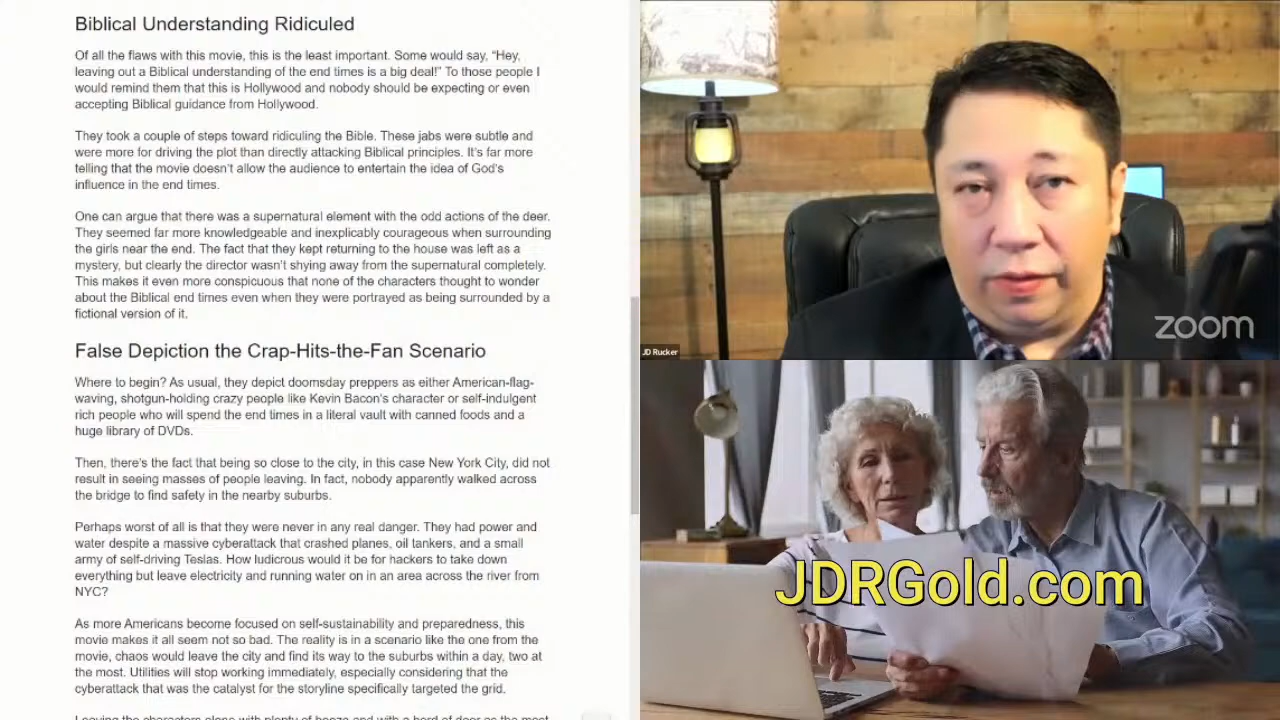 Biblical Understanding Ridiculed
Of all the flaws with this movie, this is the least important. Some would say, “Hey,
leaving out a Biblical understanding of the end times is a big deal!” To those people I
would remind them that this is Hollywood and nobody should be expecting or even
accepting Biblical guidance from Hollywood.
They took a couple of steps toward ridiculing the Bible. These jabs were subtle and
were more for driving the plot than directly attacking Biblical principles. It’s far more
telling that the movie doesn’t allow the audience to entertain the idea of God’s
influence in the end times.
One can argue that there was a supernatural element with the odd actions of the deer.
They seemed far more knowledgeable and inexplicably courageous when surrounding
the girls near the end. The fact that they kept returning to the house was left as a
mystery, but clearly the director wasn’t shying away from the supernatural completely.
This makes it even more conspicuous that none of the characters thought to wonder
about the Biblical end times even when they were portrayed as being surrounded by a
fictional version of it.
False Depiction the Crap-Hits-the-Fan Scenario
Where to begin? As usual, they depict doomsday preppers as either American-flag-
waving, shotgun-holding crazy people like Kevin Bacon’s character or self-indulgent
rich people who will spend the end times in a literal vault with canned foods and a
huge library of DVDs.
Then, there’s the fact that being so close to the city, in this case New York City, did not
result in seeing masses of people leaving. In fact, nobody apparently walked across
the bridge to find safety in the nearby suburbs.
Perhaps worst of all is that they were never in any real danger. They had power and
water despite a massive cyberattack that crashed planes, oil tankers, and a small
army of self-driving Teslas. How ludicrous would it be for hackers to take down
everything but leave electricity and running water on in an area across the river from
NYC?
As more Americans become focused on self-sustainability and preparedness, this
movie makes it all seem not so bad. The reality is in a scenario like the one from the
movie, chaos would leave the city and find its way to the suburbs within a day, two at
the most. Utilities will stop working immediately, especially considering that the
cyberattack that was the catalyst for the storyline specifically targeted the grid.
Leaving the characters alone with plenty of booze and with a herd of deer as the most
zoom
JD Rucker
JDRGold.com